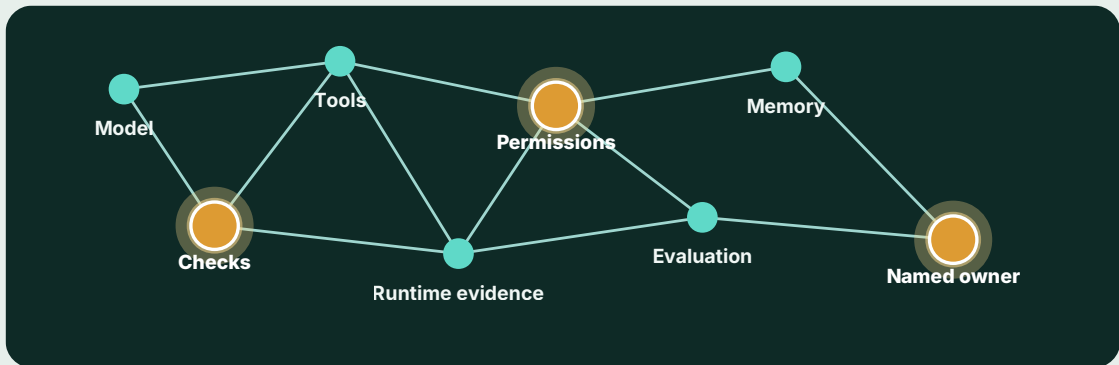 Model
Tools
Permissions
Memory
Checks
Runtime evidence
Evaluation
Named owner